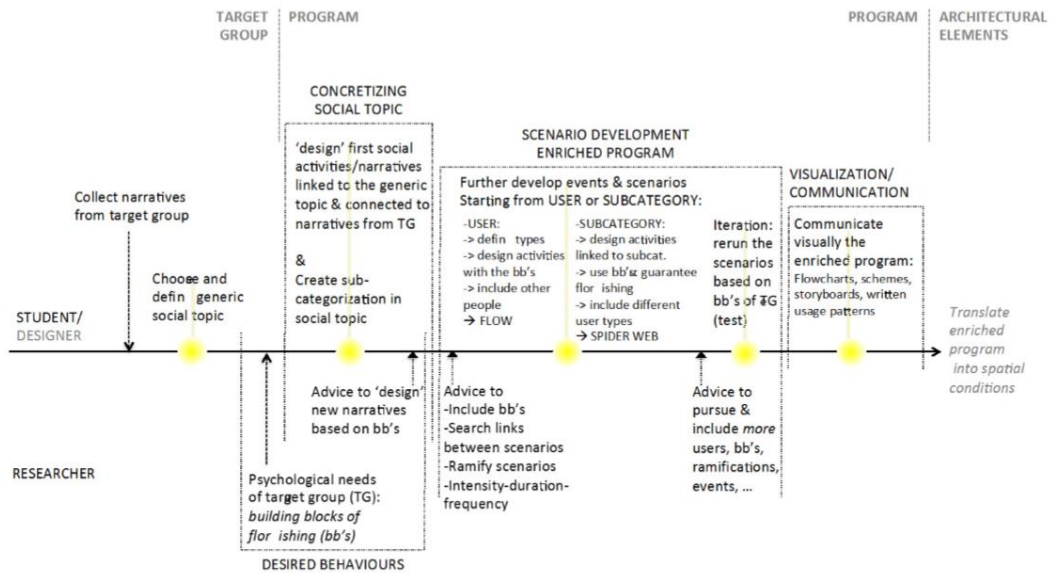 TARGET
GROUP
PROGRAM
PROGRAM
ARCHITECTURAL
ELEMENTS
CONCRETIZING
SOCIAL TOPIC
'design' first social
activities/narratives
linked to the generic
topic & connected to
narratives from TG
&
Create sub-
categorization in
social topic
SCENARIO DEVELOPMENT
ENRICHED PROGRAM
Further develop events & scenarios
Starting from USER or SUBCATEGORY:
-USER:
-> defin types
-> design activities
with the bb's
-> include other
people
→ FLOW
-SUBCATEGORY:
-> design activities
linked to subcat.
-> use bb's: guarantee
flor ishing
-> include different
user types
→ SPIDER WEB
Iteration:
rerun the
scenarios
based on
bb's of TG
(test)
VISUALIZATION/
COMMUNICATION
Communicate
visually the
enriched program:
Flowcharts, schemes,
storyboards, written
usage patterns
Collect narratives
from target group
Choose and
defin generic
social topic
STUDENT/
DESIGNER
Translate
enriched
program
into spatial
conditions
RESEARCHER
Psychological needs
of target group (TG):
building blocks of
flor ishing (bb's)
DESIRED BEHAVIOURS
Advice to 'design'
new narratives
based on bb's
Advice to
-Include bb's
-Search links
between scenarios
-Ramify scenarios
-Intensity-duration-
frequency
Advice to
pursue &
include more
users, bb's,
ramifications,
events, ...